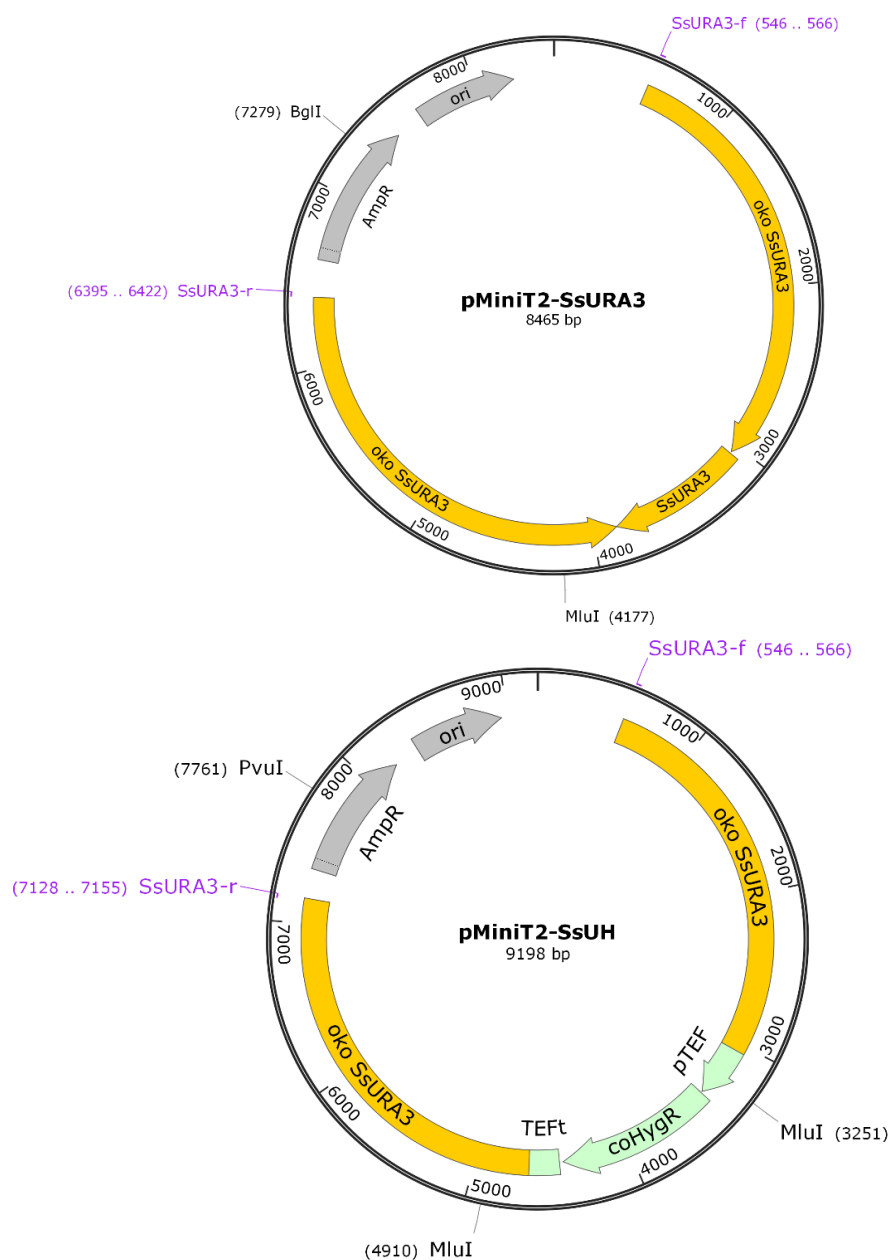 SsURA3-f (546 .. 566)
8000
ori
1000
(7279) BglI
7000
AmpR
oko SsURA3
2000
(6395 .. 6422) SsURA3-r
pMiniT2-SsURA3
8465 bp
6000
3000
oko SsURA3
SsURA3
5000
4000
MluI (4177)
SsURA3-f (546 .. 566)
9000
ori
1000
(7761) PvuI
8000
AmpR
2000
oko SsURA3
(7128 .. 7155) SsURA3-r
7000
pMiniT2-SsUH
9198 bp
3000
pTEF
oko SsURA3
6000
TEFt
coHygR
MluI (3251)
5000
4000
(4910) MluI